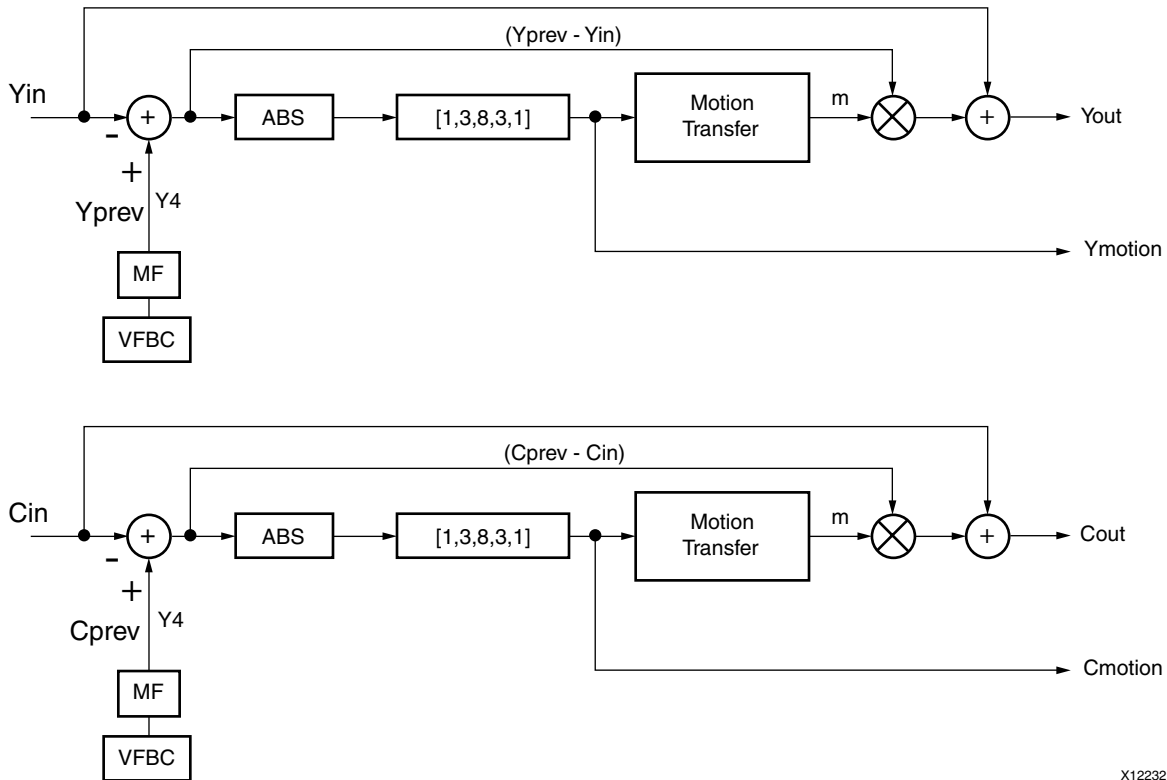 (Yprev - Yin)
Yin
-
+
ABS
[1,3,8,3,1]
Motion
Transfer
m
+
Yout
+
Yprev
Y4
Ymotion
MF
VFBC
(Cprev - Cin)
Cin
-
+
ABS
[1,3,8,3,1]
Motion
Transfer
m
+
Cout
+
Cprev
Y4
Cmotion
MF
VFBC
X12232